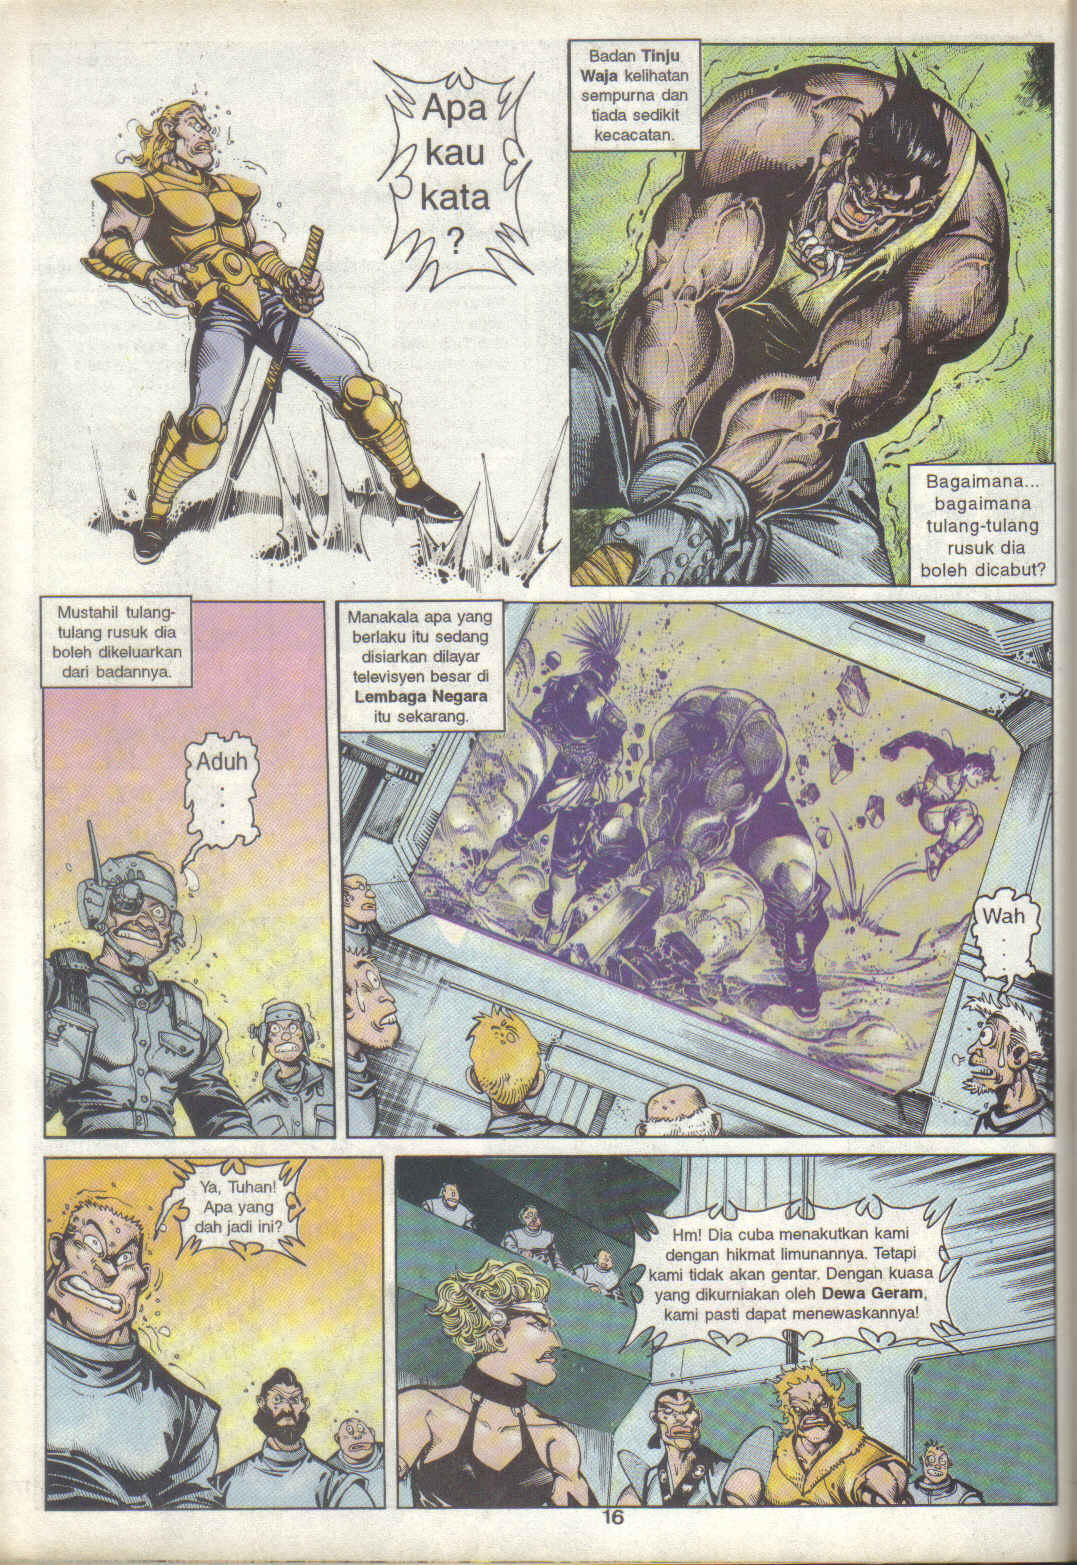 Apa
kau
kata
?
Badan Tinju
Waja kelihatan
sempurna dan
tiada sedikit
kecacatan.
Bagaimana...
bagaimana
tulang-tulang
rusuk dia
boleh dicabut?
Mustahil tulang-
tulang rusuk dia
boleh dikeluarkan
dari badannya.
Aduh
...
Manakala apa yang
berlaku itu sedang
disiarkan dilayar
televisyen besar di
Lembaga Negara
itu sekarang.
Wah
...
Ya, Tuhan!
Apa yang
dah jadi ini?
Hm! Dia cuba menakutkan kami
dengan hikmat limunannya. Tetapi
kami tidak akan gentar. Dengan kuasa
yang dikurniakan oleh Dewa Geram,
kami pasti dapat menewaskannya!
16